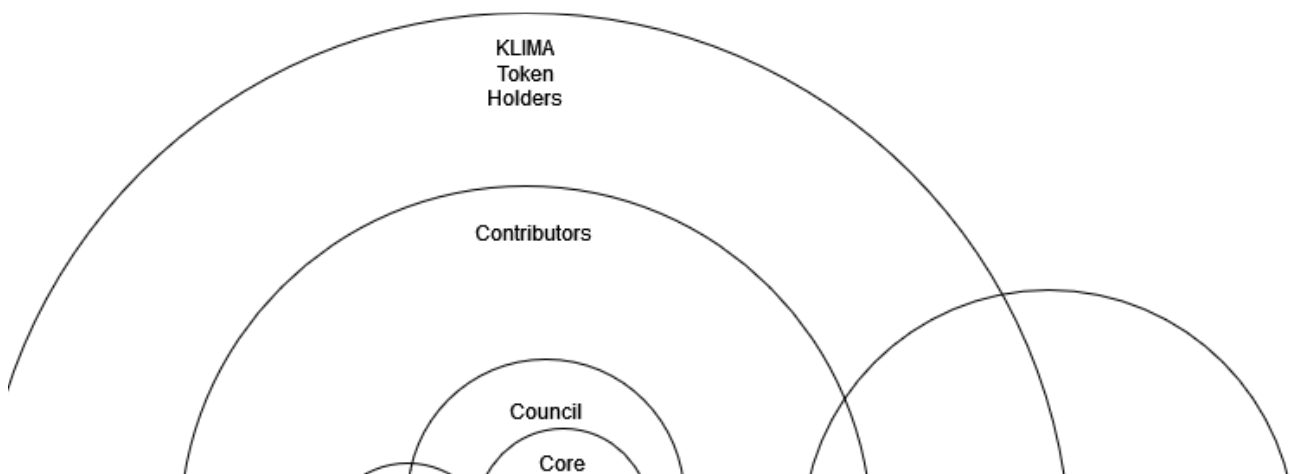 KLIMA
Token
Holders
Contributors
Council
Core